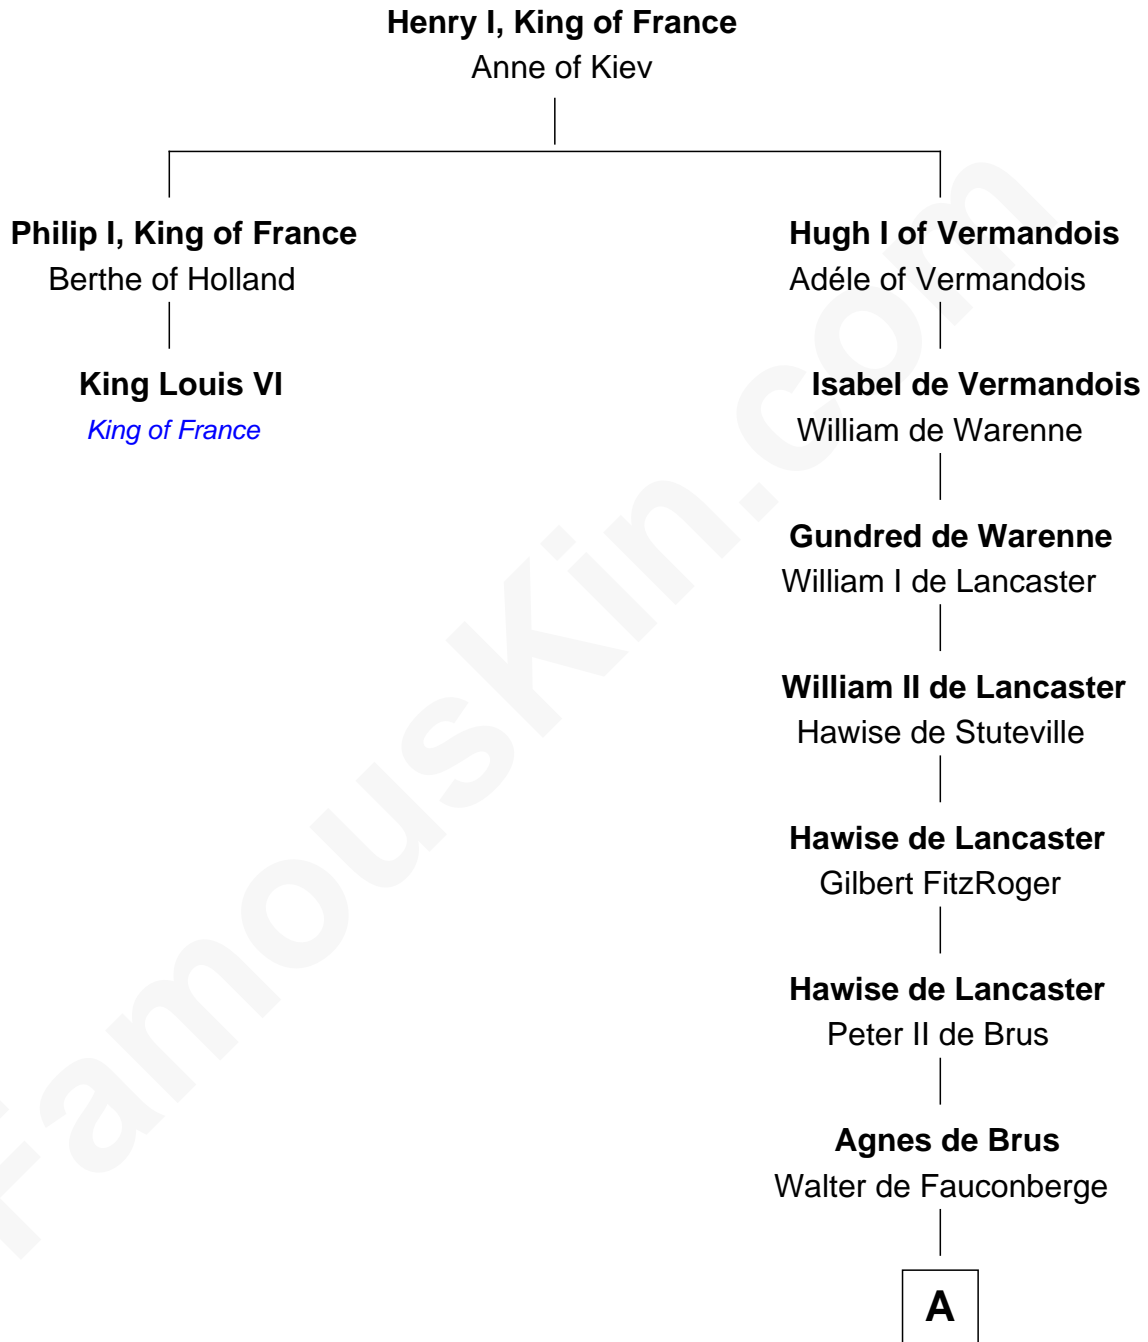 Henry I, King of France
Anne of Kiev
Philip I, King of France
Berthe of Holland
King Louis VI
King of France
Hugh I of Vermandois
Adéle of Vermandois
Isabel de Vermandois
William de Warenne
Gundred de Warenne
William I de Lancaster
William II de Lancaster
Hawise de Stuteville
Hawise de Lancaster
Gilbert FitzRoger
Hawise de Lancaster
Peter II de Brus
Agnes de Brus
Walter de Fauconberge
A
FamousKin.com